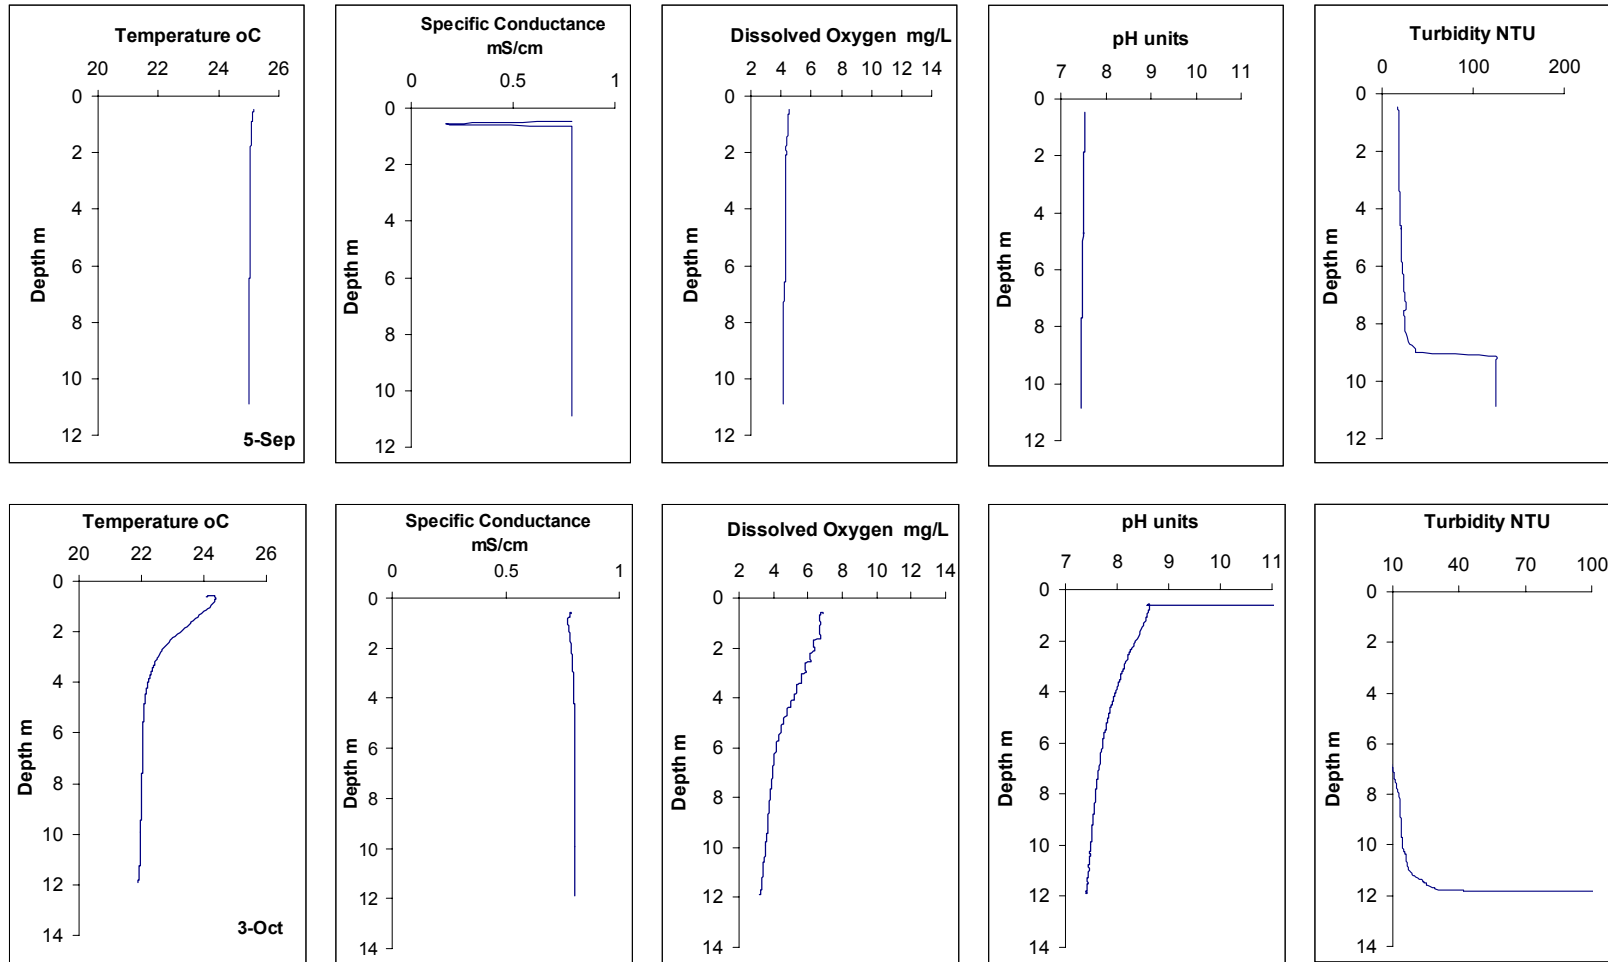 Temperature oC
20 22 24 26
0
2
4
6
8
10
12
Depth m
5-Sep
Specific Conductance
mS/cm
0 0.5 1
0
2
4
6
8
10
12
Depth m
Dissolved Oxygen mg/L
2 4 6 8 10 12 14
0
2
4
6
8
10
12
Depth m
pH units
7 8 9 10 11
0
2
4
6
8
10
12
Depth m
Turbidity NTU
0 100 200
0
2
4
6
8
10
12
Depth m
Temperature oC
20 22 24 26
0
2
4
6
8
10
12
14
Depth m
3-Oct
Specific Conductance
mS/cm
0 0.5 1
0
2
4
6
8
10
12
14
Depth m
Dissolved Oxygen mg/L
2 4 6 8 10 12 14
0
2
4
6
8
10
12
14
Depth m
pH units
7 8 9 10 11
0
2
4
6
8
10
12
14
Depth m
Turbidity NTU
10 40 70 100
0
2
4
6
8
10
12
14
Depth m